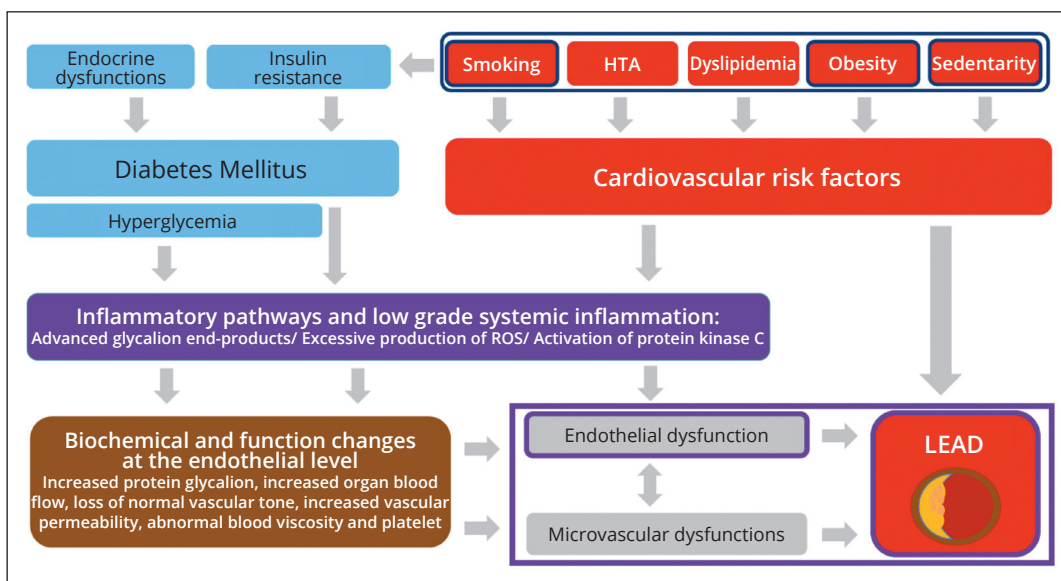 Endocrine
dysfunctions
Insulin
resistance
Smoking
HTA
Dyslipidemia
Obesity
Sedentarity
Diabetes Mellitus
Cardiovascular risk factors
Hyperglycemia
Inflammatory pathways and low grade systemic inflammation:
Advanced glycalion end-products/ Excessive production of ROS/ Activation of protein kinase C
Biochemical and function changes
at the endothelial level
Increased protein glycalion, increased organ blood
flow, loss of normal vascular tone, increased vascular
permeability, abnormal blood viscosity and platelet
Endothelial dysfunction
Microvascular dysfunctions
LEAD